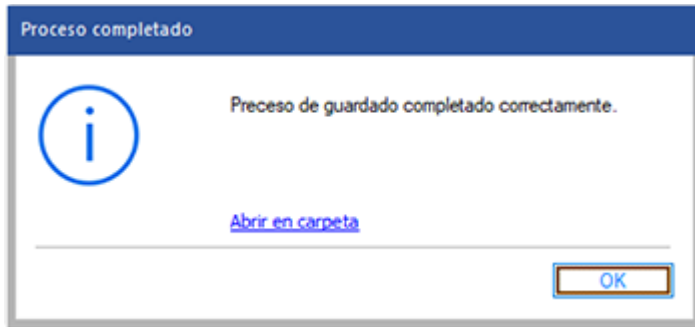 Proceso completado
Preceso de guardado completado correctamente.
Abrir en carpeta
OK